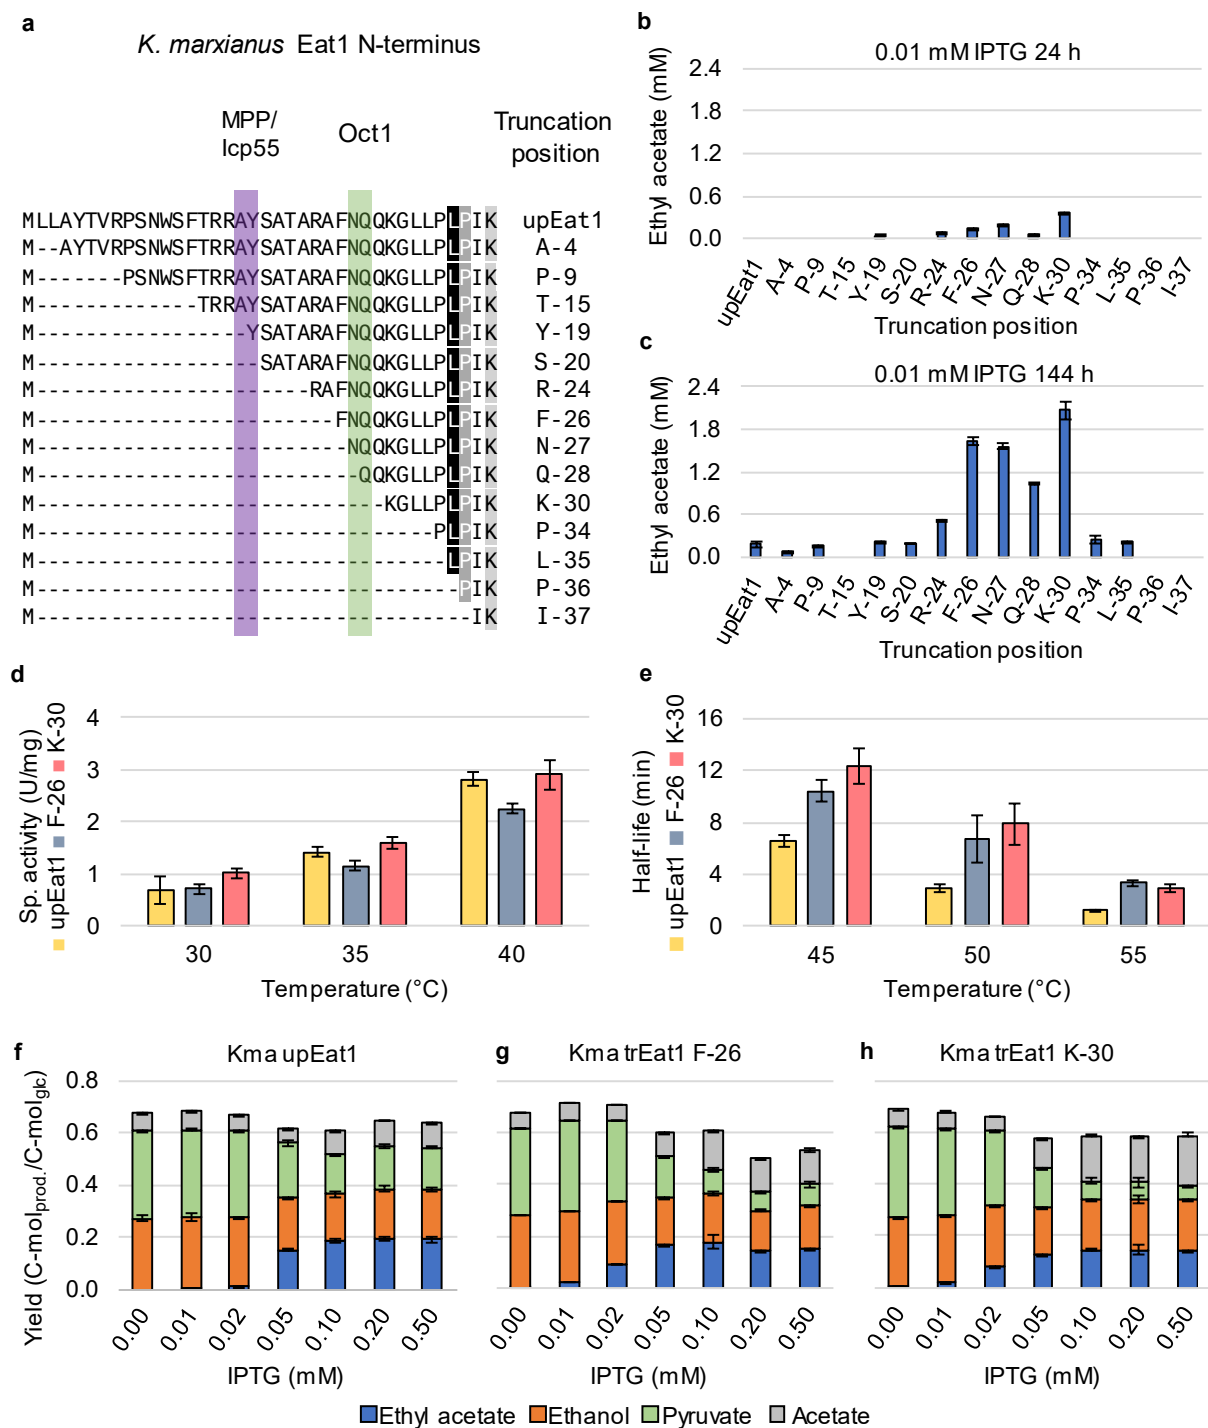 a
K. marxianus Eat1 N-terminus
MPP/
Icp55
Oct1
Truncation
position
MLLAYTVRPSNWSFTRRAYSATARAFNQQKGLLPLPIK upEat1
M--AYTVRPSNWSFTRRAYSATARAFNQQKGLLPLPIK A-4
M-------PSNWSFTRRAYSATARAFNQQKGLLPLPIK P-9
M-------------TRRAYSATARAFNQQKGLLPLPIK T-15
M-----------------YSATARAFNQQKGLLPLPIK Y-19
M------------------SATARAFNQQKGLLPLPIK S-20
M----------------------RAFNQQKGLLPLPIK R-24
M------------------------FNQQKGLLPLPIK F-26
M-------------------------NQQKGLLPLPIK N-27
M--------------------------QQKGLLPLPIK Q-28
M----------------------------KGLLPLPIK K-30
M--------------------------------PLPIK P-34
M---------------------------------LPIK L-35
M----------------------------------PIK P-36
M-----------------------------------IK I-37
b
0.01 mM IPTG 24 h
Ethyl acetate (mM)
2.4
1.8
1.2
0.6
0.0
upEat1 A-4 P-9 T-15 Y-19 S-20 R-24 F-26 N-27 Q-28 K-30 P-34 L-35 P-36 I-37
Truncation position
c
0.01 mM IPTG 144 h
Ethyl acetate (mM)
2.4
1.8
1.2
0.6
0.0
upEat1 A-4 P-9 T-15 Y-19 S-20 R-24 F-26 N-27 Q-28 K-30 P-34 L-35 P-36 I-37
Truncation position
d
Sp. activity (U/mg)
upEat1 F-26 K-30
4
3
2
1
0
30 35 40
Temperature (°C)
e
Half-life (min)
upEat1 F-26 K-30
16
12
8
4
0
45 50 55
Temperature (°C)
f
Kma upEat1
Yield (C-molprod./C-molglc)
0.8
0.6
0.4
0.2
0.0
0.00 0.01 0.02 0.05 0.10 0.20 0.50
IPTG (mM)
g
Kma trEat1 F-26
0.00 0.01 0.02 0.05 0.10 0.20 0.50
IPTG (mM)
h
Kma trEat1 K-30
0.00 0.01 0.02 0.05 0.10 0.20 0.50
IPTG (mM)
Ethyl acetate Ethanol Pyruvate Acetate